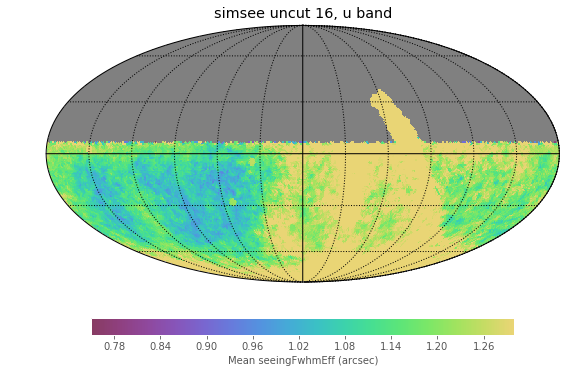 simsee uncut 16, u band
0.78 0.84 0.90 0.96 1.02 1.08 1.14 1.20 1.26
Mean seeingFwhmEff (arcsec)